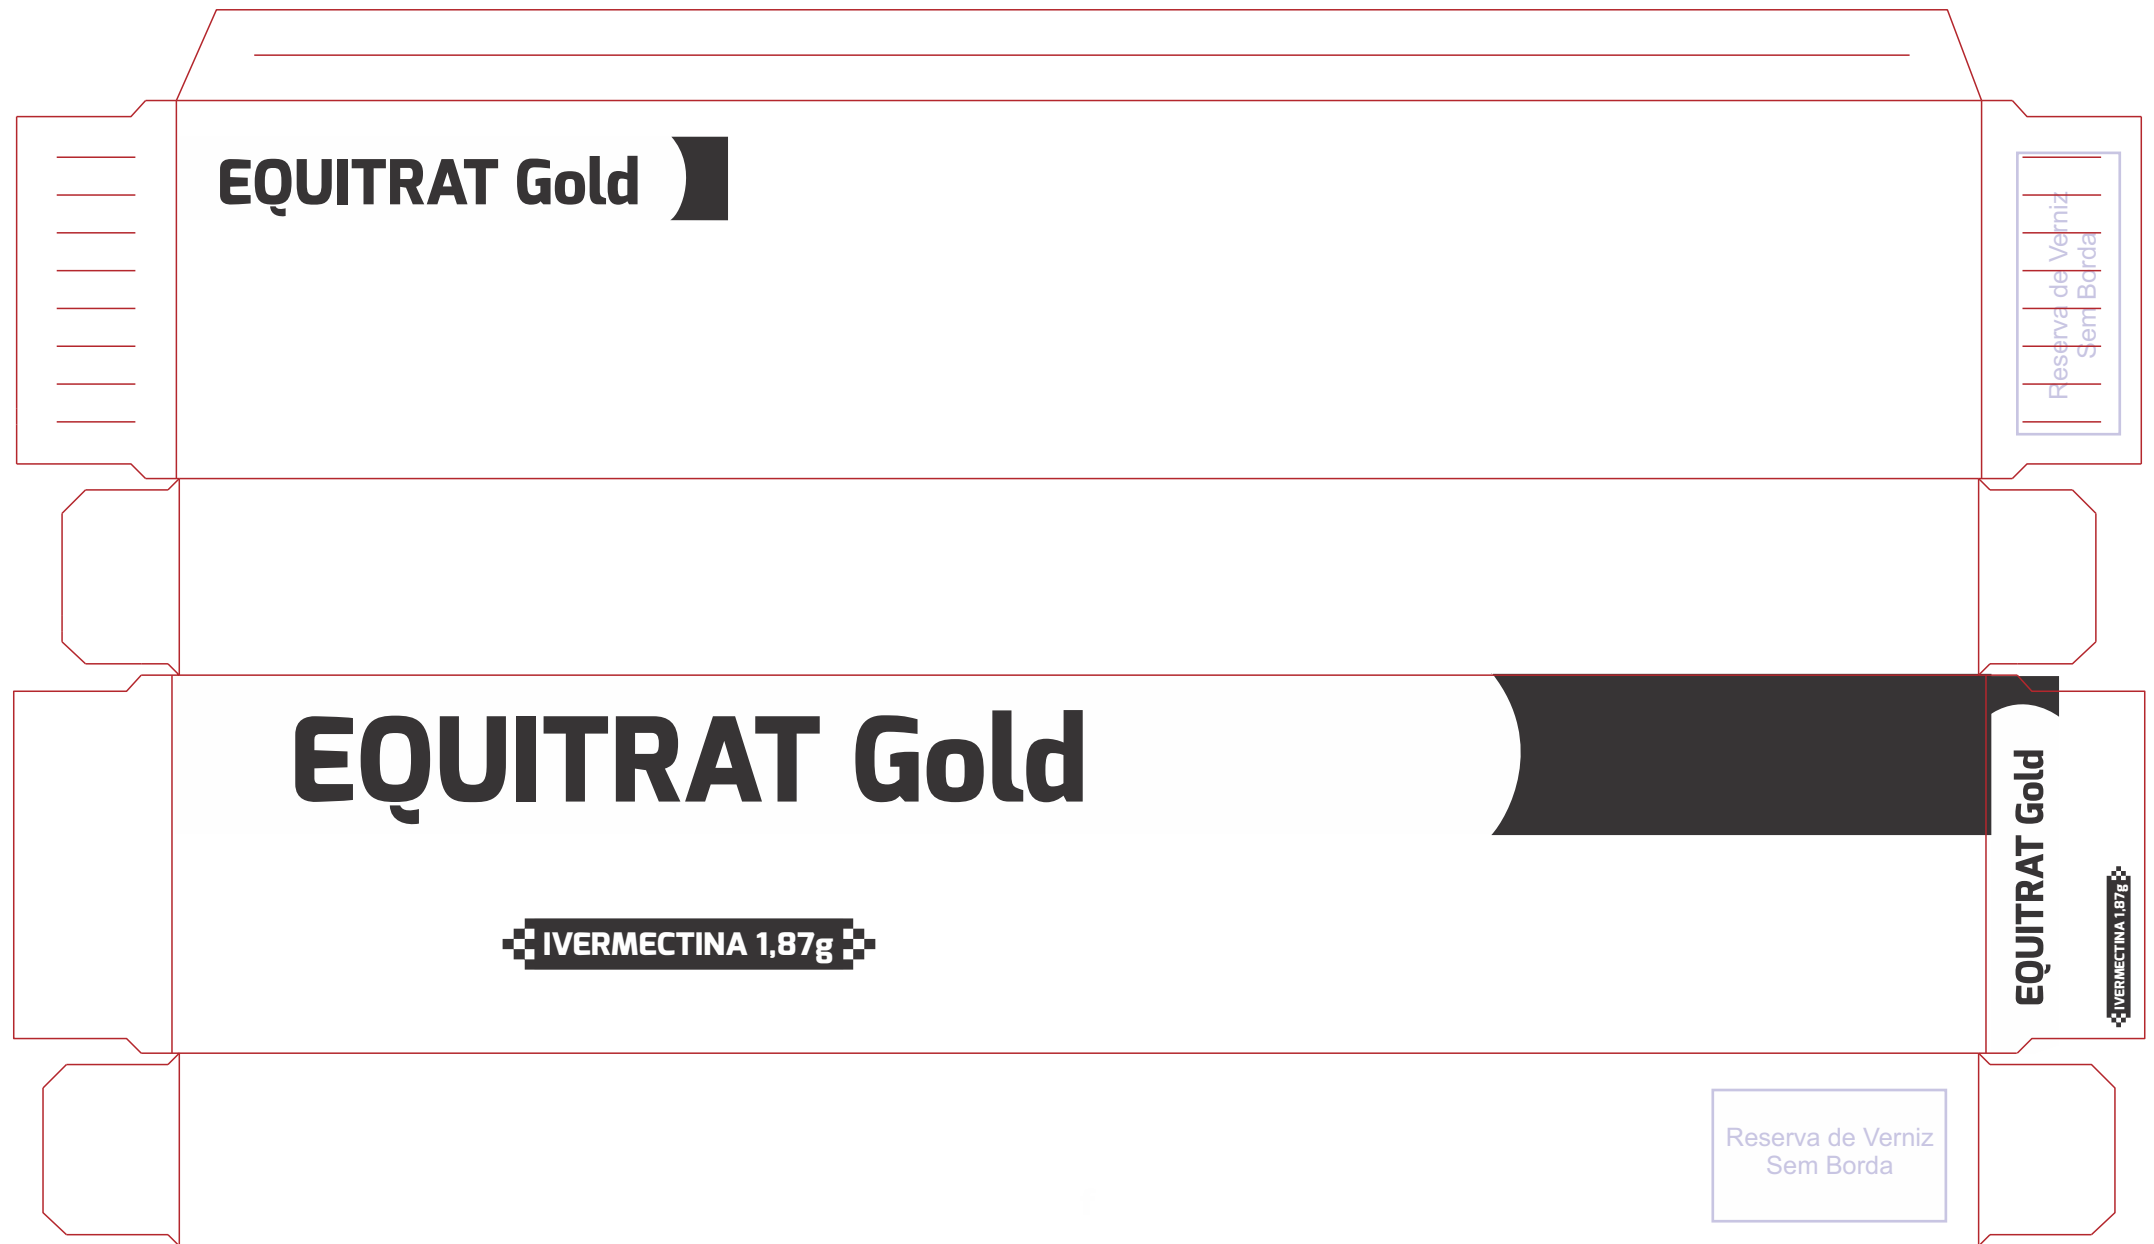 EQUITRAT Gold
Reserva de Verniz
Sem Borda
EQUITRAT Gold
IVERMECTINA 1,87g
EQUITRAT Gold
IVERMECTINA 1,87g
Reserva de Verniz
Sem Borda